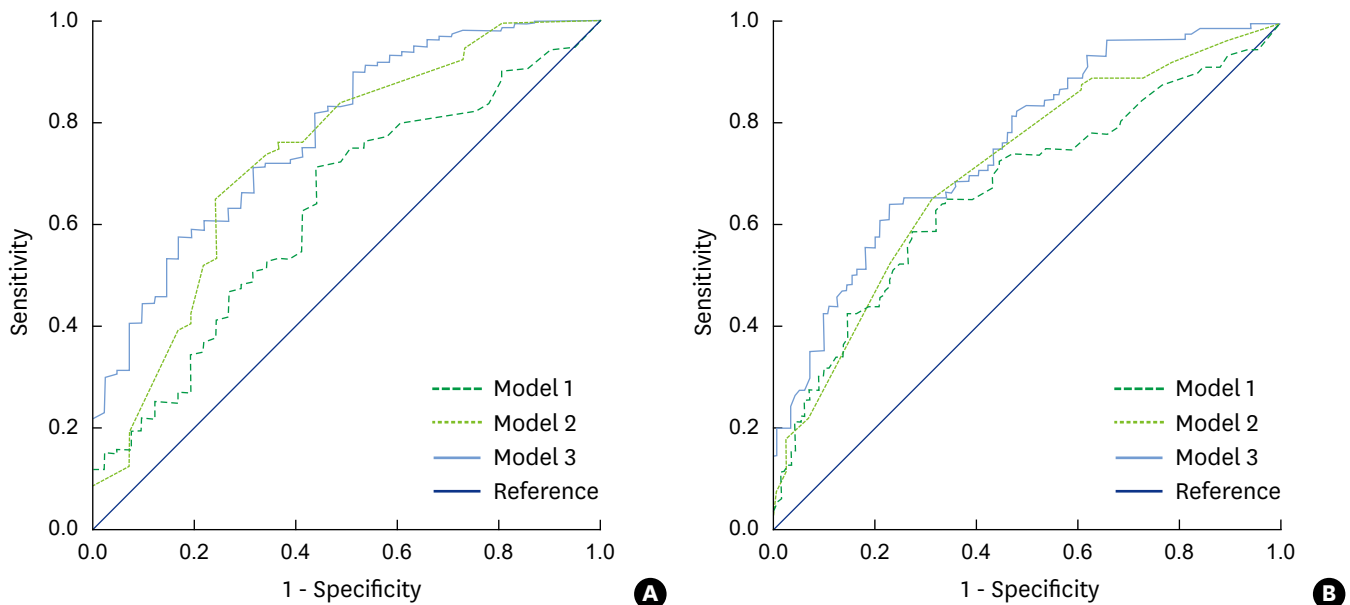 1.0
0.8
0.6
0.4
0.2
0.0
Sensitivity
0.0 0.2 0.4 0.6 0.8 1.0
1 - Specificity
Model 1
Model 2
Model 3
Reference
A
1.0
0.8
0.6
0.4
0.2
0.0
Sensitivity
0.0 0.2 0.4 0.6 0.8 1.0
1 - Specificity
Model 1
Model 2
Model 3
Reference
B